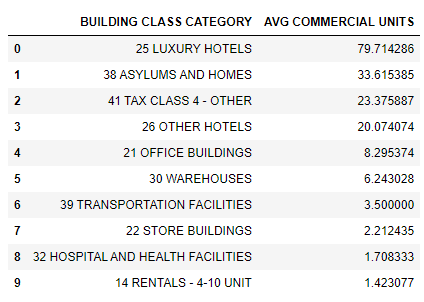 BUILDING CLASS CATEGORY AVG COMMERCIAL UNITS
0 25 LUXURY HOTELS 79.714286
1 38 ASYLUMS AND HOMES 33.615385
2 41 TAX CLASS 4 - OTHER 23.375887
3 26 OTHER HOTELS 20.074074
4 21 OFFICE BUILDINGS 8.295374
5 30 WAREHOUSES 6.243028
6 39 TRANSPORTATION FACILITIES 3.500000
7 22 STORE BUILDINGS 2.212435
8 32 HOSPITAL AND HEALTH FACILITIES 1.708333
9 14 RENTALS - 4-10 UNIT 1.423077